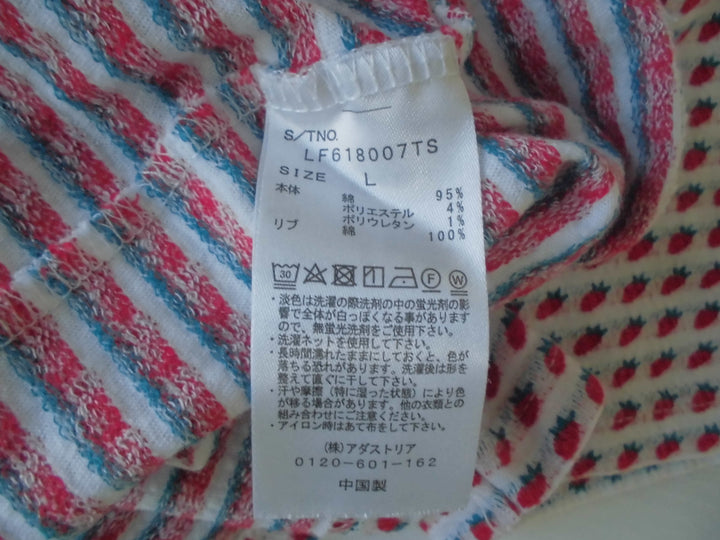 S/TNO.
LF618007TS
SIZE L
本体 綿 95%
ポリエステル 4%
ポリウレタン 1%
リブ 綿 100%
30 F W
・淡色は洗濯の際洗剤の中の蛍光剤の影
響で全体が白っぽくなる事があります
ので、無蛍光洗剤をご使用下さい。
・洗濯ネットを使用して下さい。
・長時間濡れたままにしておくと、色が
落ちる恐れがあります。洗濯後は形を
整えて直ぐに干して下さい。
・汗や摩擦（特に湿った状態）により色
が移る場合があります。他の衣類との
組み合わせにご注意ください。
・アイロン時はあて布をして下さい。
(株)アダストリア
0120-601-162
中国製